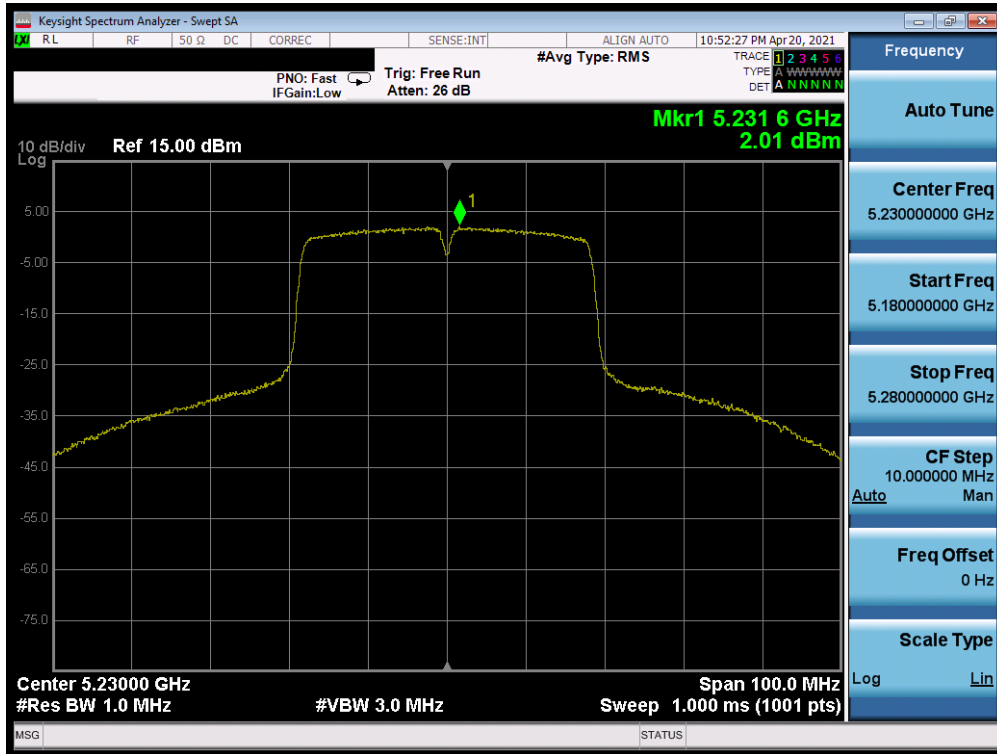 Keysight Spectrum Analyzer - Swept SA
LXI RL RF 50 Ω DC CORREC SENSE:INT ALIGN AUTO 10:52:27 PM Apr 20, 2021
#Avg Type: RMS TRACE 1 2 3 4 5 6
PNO: Fast Trig: Free Run TYPE A WWWWW
IFGain:Low Atten: 26 dB DET A N N N N N
Mkr1 5.231 6 GHz
2.01 dBm
10 dB/div Ref 15.00 dBm
Log
1
5.00
-5.00
-15.0
-25.0
-35.0
-45.0
-55.0
-65.0
-75.0
Center 5.23000 GHz Span 100.0 MHz
#Res BW 1.0 MHz #VBW 3.0 MHz Sweep 1.000 ms (1001 pts)
MSG STATUS
Frequency
Auto Tune
Center Freq
5.230000000 GHz
Start Freq
5.180000000 GHz
Stop Freq
5.280000000 GHz
CF Step
10.000000 MHz
Auto Man
Freq Offset
0 Hz
Scale Type
Log Lin